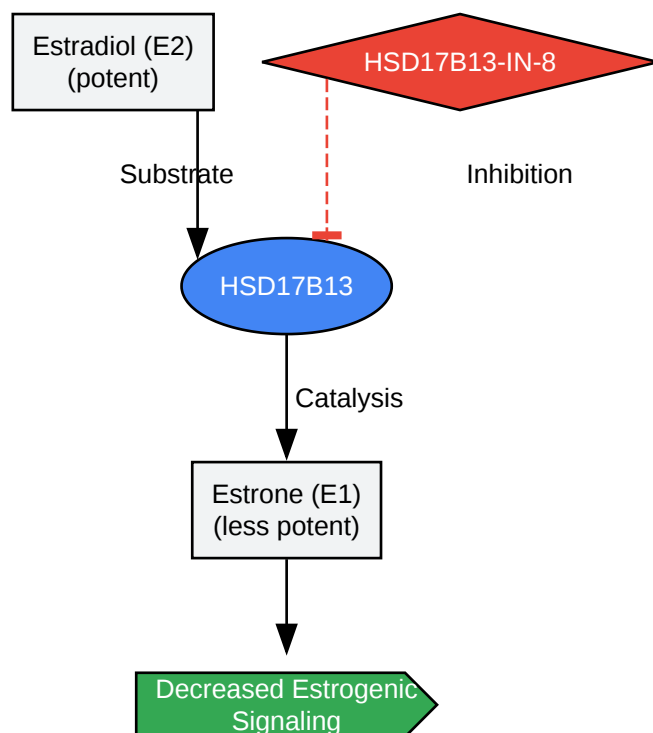 Estradiol (E2)
(potent)
HSD17B13-IN-8
Substrate
Inhibition
HSD17B13
Catalysis
Estrone (E1)
(less potent)
Decreased Estrogenic
Signaling